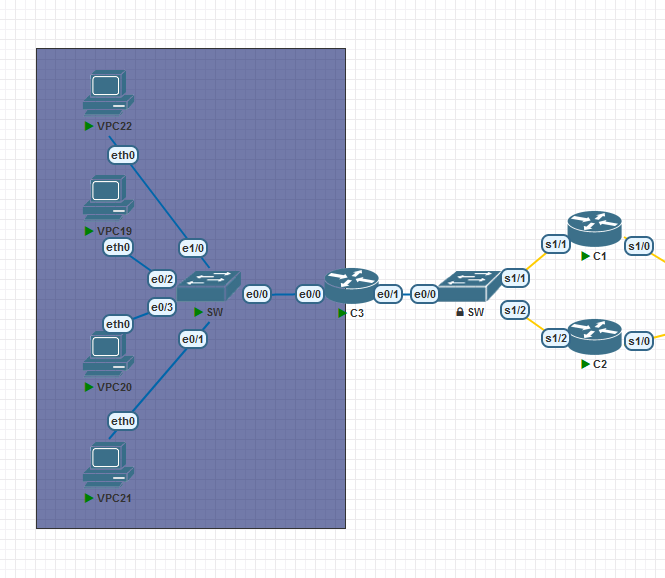 VPC22
eth0
VPC19
eth0
e1/0
e0/2
e0/3
SW
e0/0
e0/0
C3
e0/1
e0/0
SW
s1/1
s1/1
C1
s1/0
s1/2
s1/2
C2
s1/0
eth0
VPC20
e0/1
eth0
VPC21